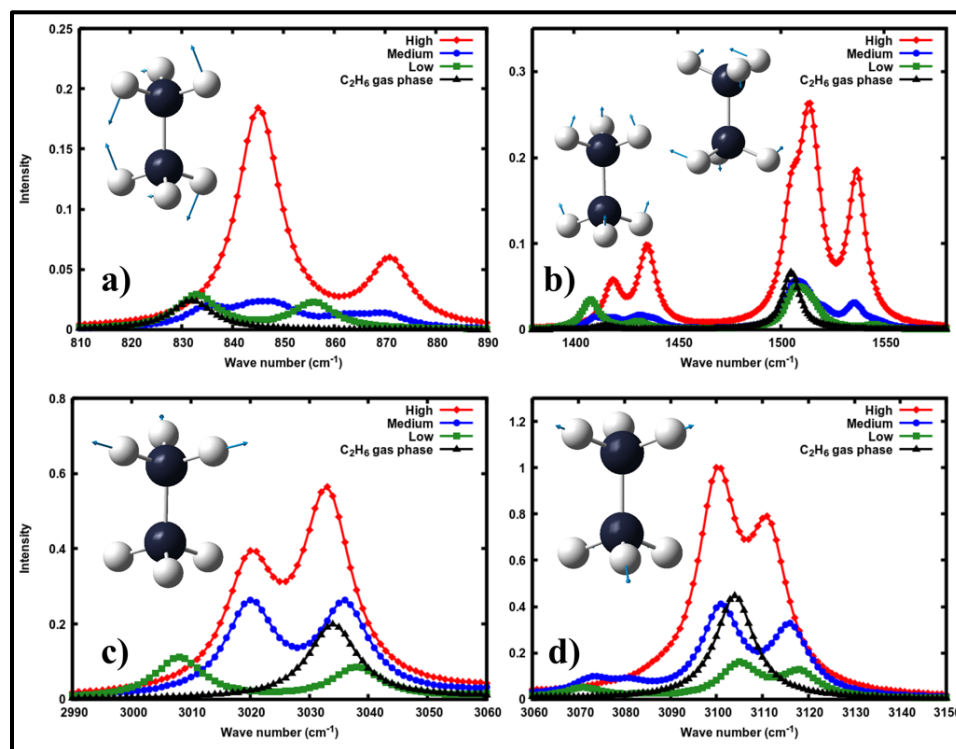 0.25
0.2
0.15
0.1
0.05
0
Intensity
High
Medium
Low
C₂H₆ gas phase
a)
810 820 830 840 850 860 870 880 890
Wave number (cm⁻¹)
0.3
0.2
0.1
0
High
Medium
Low
C₂H₆ gas phase
b)
1400 1450 1500 1550
Wave number (cm⁻¹)
0.8
0.6
0.4
0.2
0
Intensity
High
Medium
Low
C₂H₆ gas phase
c)
2990 3000 3010 3020 3030 3040 3050 3060
Wave number (cm⁻¹)
1.2
1
0.8
0.6
0.4
0.2
0
High
Medium
Low
C₂H₆ gas phase
d)
3060 3070 3080 3090 3100 3110 3120 3130 3140 3150
Wave number (cm⁻¹)